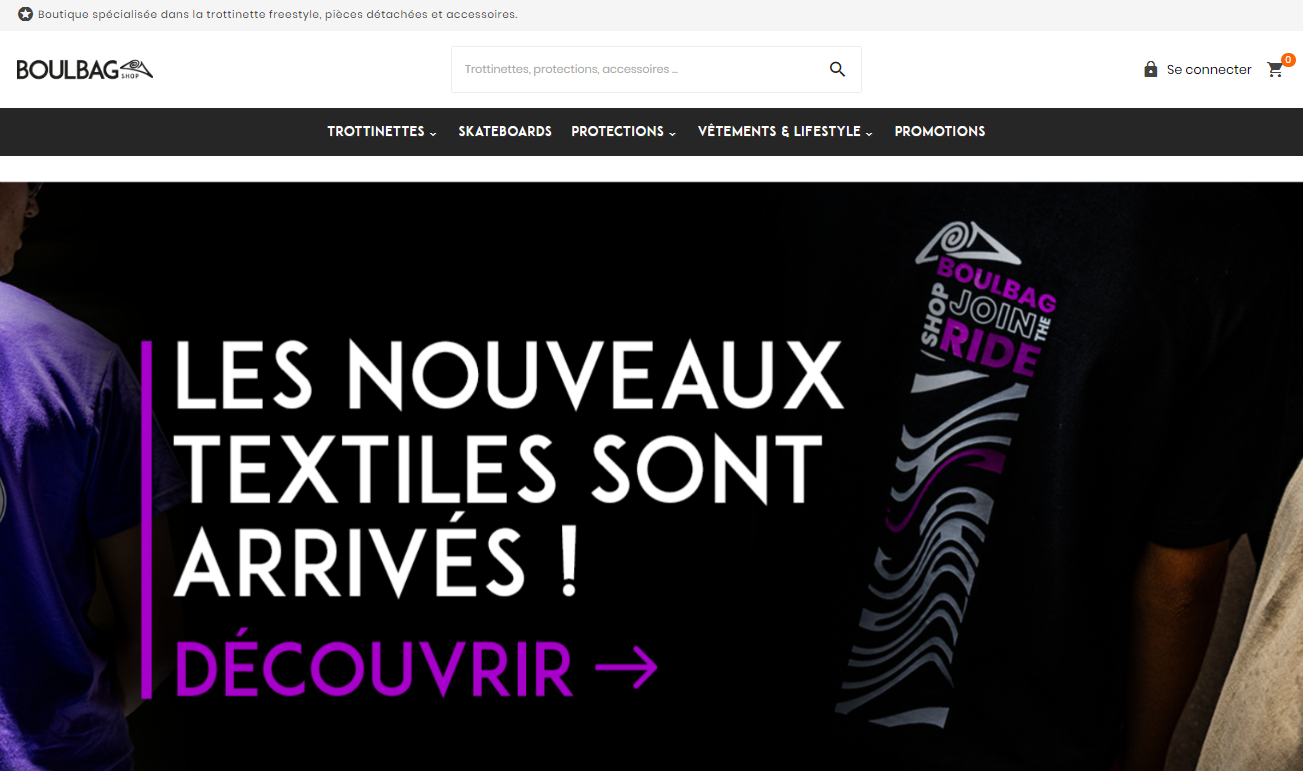 Boutique spécialisée dans la trottinette freestyle, pièces détachées et accessoires.
BOULBAG SHOP
Trottinettes, protections, accessoires ...
Se connecter
0
TROTTINETTES SKATEBOARDS PROTECTIONS VÊTEMENTS & LIFESTYLE PROMOTIONS
LES NOUVEAUX
TEXTILES SONT
ARRIVÉS !
DÉCOUVRIR →
BOULBAG
SHOP
JOIN
THE
RIDE